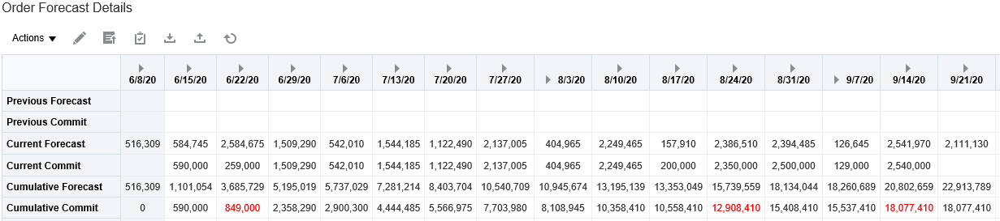 Order Forecast Details
Actions
6/8/20 6/15/20 6/22/20 6/29/20 7/6/20 7/13/20 7/20/20 7/27/20 8/3/20 8/10/20 8/17/20 8/24/20 8/31/20 9/7/20 9/14/20 9/21/20
Previous Forecast
Previous Commit
Current Forecast 516,309 584,745 2,584,675 1,509,290 542,010 1,544,185 1,122,490 2,137,005 404,965 2,249,465 157,910 2,386,510 2,394,485 126,645 2,541,970 2,111,130
Current Commit 590,000 259,000 1,509,290 542,010 1,544,185 1,122,490 2,137,005 404,965 2,249,465 200,000 2,350,000 2,500,000 129,000 2,540,000
Cumulative Forecast 516,309 1,101,054 3,685,729 5,195,019 5,737,029 7,281,214 8,403,704 10,540,709 10,945,674 13,195,139 13,353,049 15,739,559 18,134,044 18,260,689 20,802,659 22,913,789
Cumulative Commit 0 590,000 849,000 2,358,290 2,900,300 4,444,485 5,566,975 7,703,980 8,108,945 10,358,410 10,558,410 12,908,410 15,408,410 15,537,410 18,077,410 18,077,410